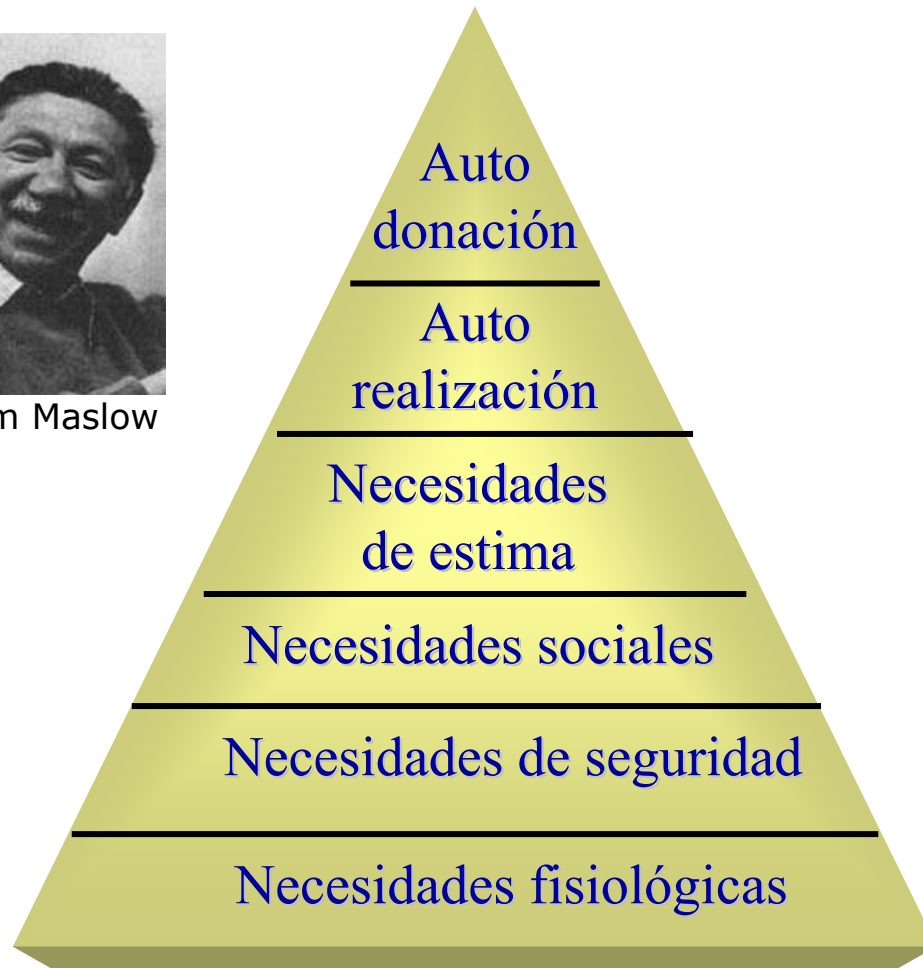 Auto
donación
Auto
realización
m Maslow
Necesidades
de estima
Necesidades sociales
Necesidades de seguridad
Necesidades fisiológicas